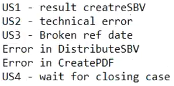 US1 - result creatreSBV
US2 - technical error
US3 - Broken ref date
Error in DistributeSBV
Error in CreatePDF
US4 - wait for closing case